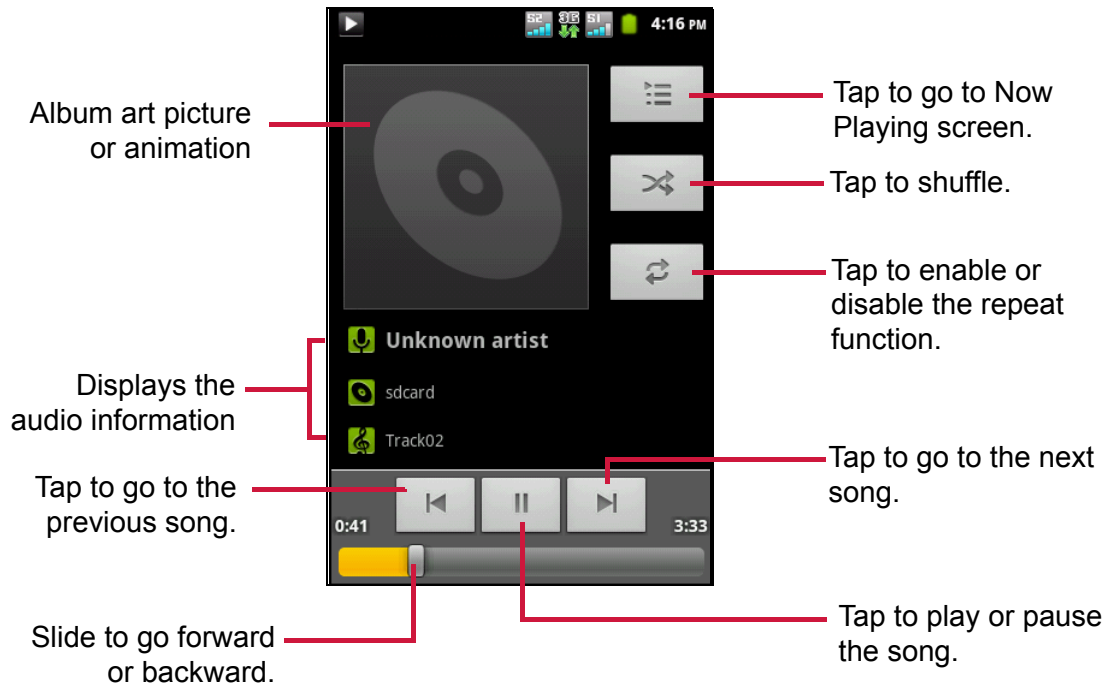 S2 3G S1 4:16 PM
Album art picture
or animation
Tap to go to Now
Playing screen.
Tap to shuffle.
Tap to enable or
disable the repeat
function.
Unknown artist
sdcard
Track02
Displays the
audio information
Tap to go to the
previous song.
Tap to go to the next
song.
0:41
3:33
Slide to go forward
or backward.
Tap to play or pause
the song.